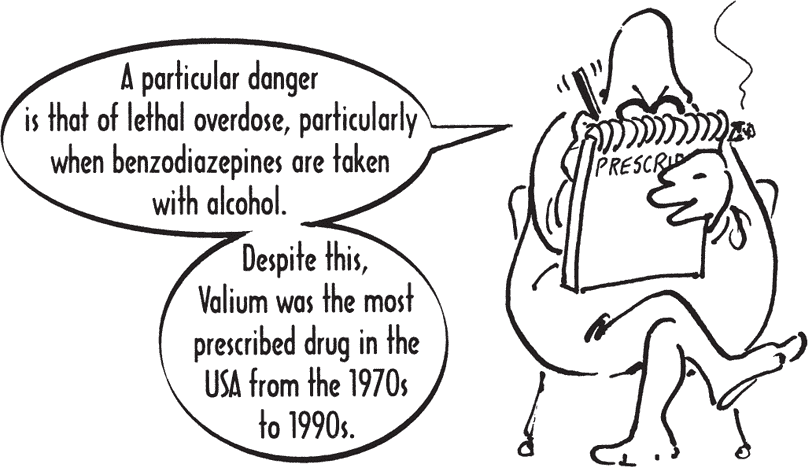 A particular danger
is that of lethal overdose, particularly
when benzodiazepines are taken
with alcohol.
Despite this,
Valium was the most
prescribed drug in the
USA from the 1970s
to 1990s.
PRESCRIP